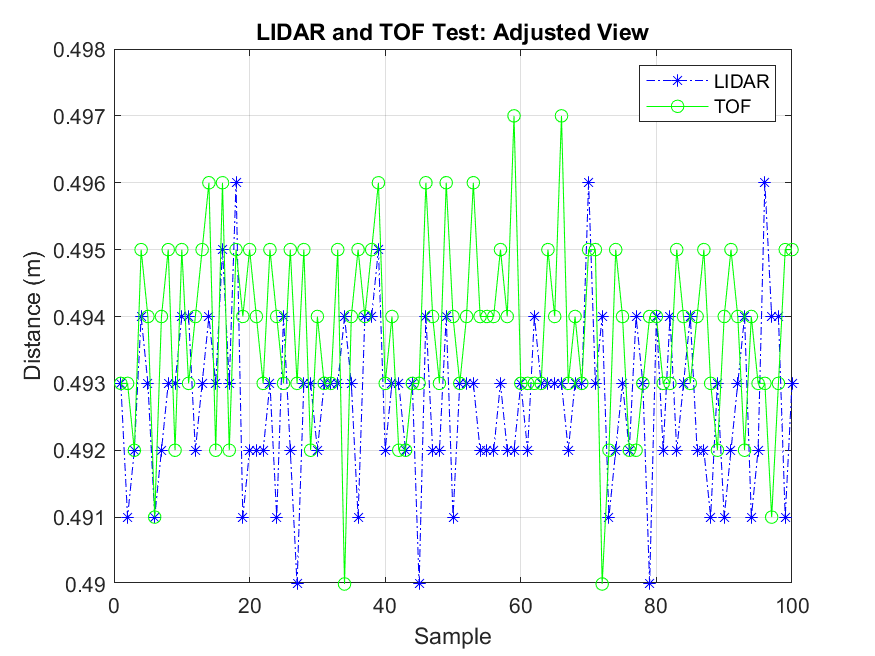 LIDAR and TOF Test: Adjusted View
LIDAR
TOF
0.498
0.497
0.496
0.495
0.494
0.493
0.492
0.491
0.49
Distance (m)
0 20 40 60 80 100
Sample